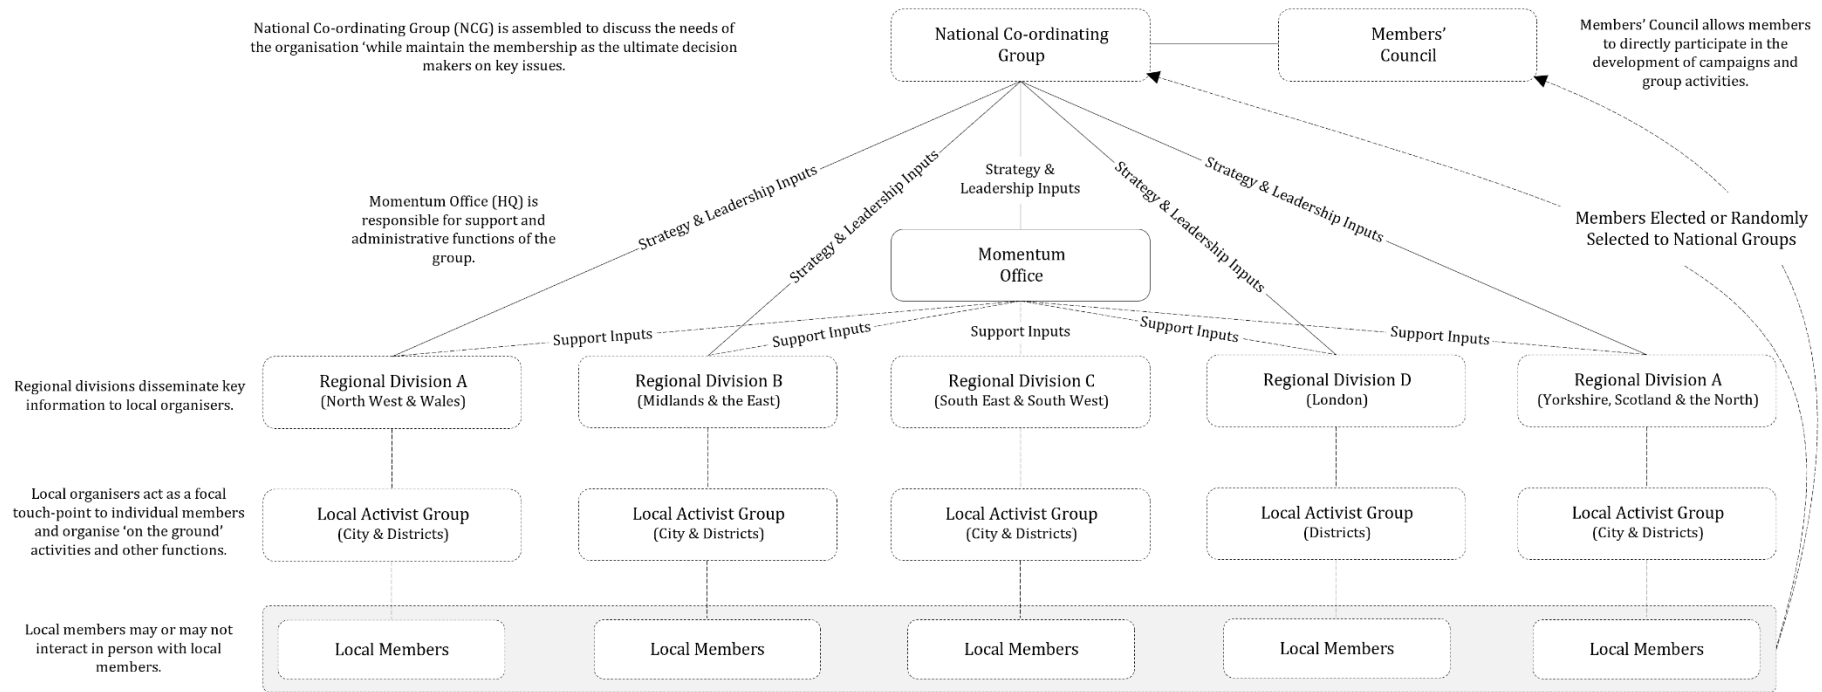 National Co-ordinating Group (NCG) is assembled to discuss the needs of
the organisation ‘while maintain the membership as the ultimate decision
makers on key issues.
National Co-ordinating
Group
Members’
Council
Members’ Council allows members
to directly participate in the
development of campaigns and
group activities.
Strategy & Leadership Inputs
Strategy & Leadership Inputs
Strategy &
Leadership Inputs
Strategy & Leadership Inputs
Strategy & Leadership Inputs
Momentum Office (HQ) is
responsible for support and
administrative functions of the
group.
Members Elected or Randomly
Selected to National Groups
Momentum
Office
Support Inputs
Support Inputs
Support Inputs
Support Inputs
Support Inputs
Regional divisions disseminate key
information to local organisers.
Regional Division A
(North West & Wales)
Regional Division B
(Midlands & the East)
Regional Division C
(South East & South West)
Regional Division D
(London)
Regional Division A
(Yorkshire, Scotland & the North)
Local organisers act as a focal
touch-point to individual members
and organise ‘on the ground’
activities and other functions.
Local Activist Group
(City & Districts)
Local Activist Group
(City & Districts)
Local Activist Group
(City & Districts)
Local Activist Group
(Districts)
Local Activist Group
(City & Districts)
Local members may or may not
interact in person with local
members.
Local Members
Local Members
Local Members
Local Members
Local Members